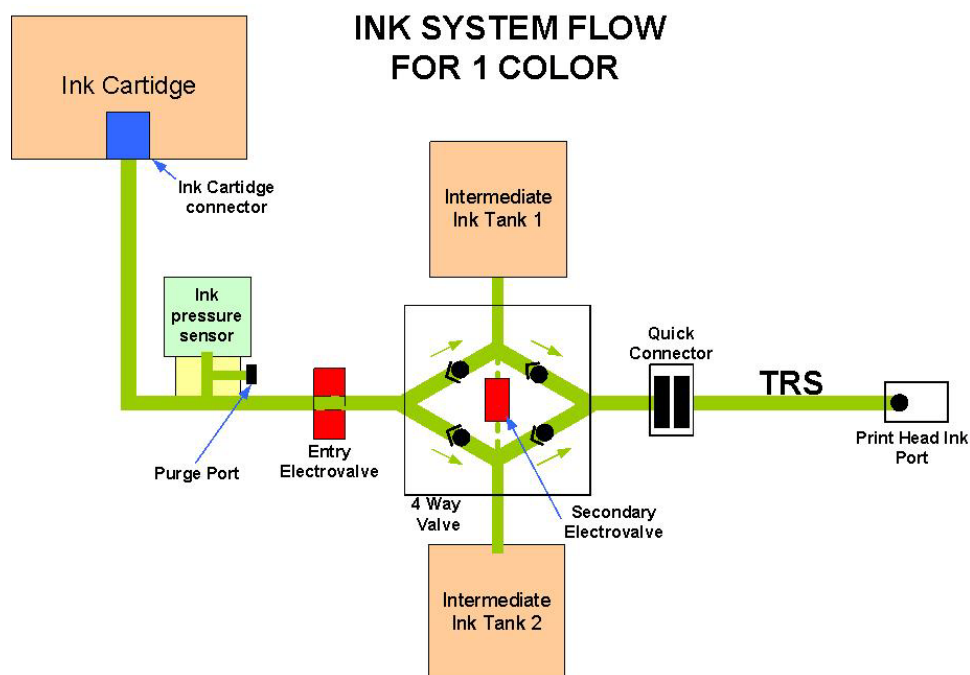 INK SYSTEM FLOW
FOR 1 COLOR
Ink Cartidge
Ink Cartidge
connector
Intermediate
Ink Tank 1
Ink
pressure
sensor
Quick
Connector
TRS
Purge Port
Entry
Electrovalve
Print Head Ink
Port
4 Way
Valve
Secondary
Electrovalve
Intermediate
Ink Tank 2